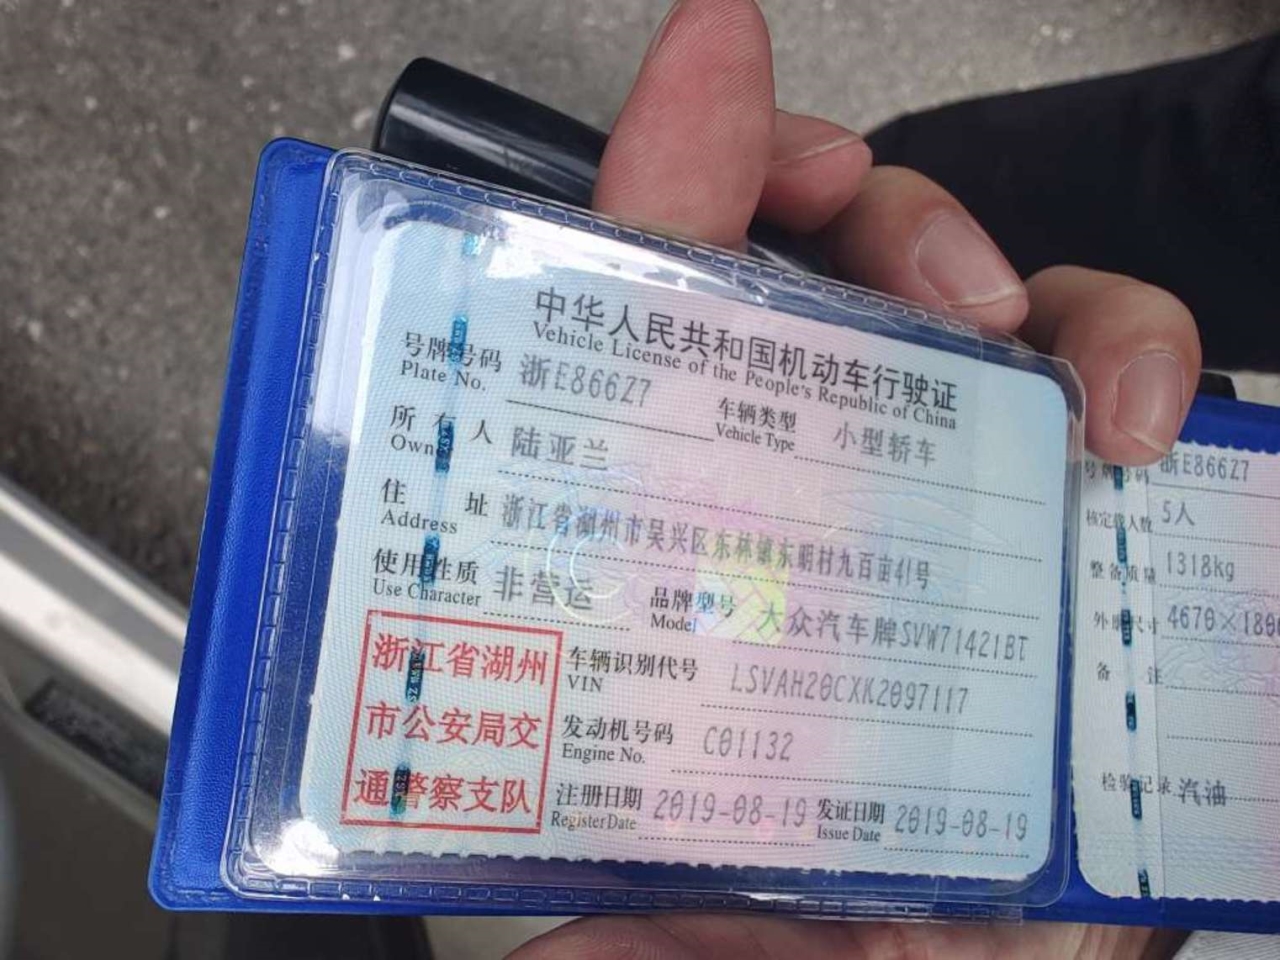 中华人民共和国机动车行驶证
Vehicle License of the People's Republic of China
号牌号码 浙E866Z7 车辆类型 小型轿车
Plate No. Vehicle Type
所有人 陆亚兰
Owner
住址 浙江省湖州市吴兴区东林镇东明村九百亩41号
Address
使用性质 非营运 品牌型号 大众汽车牌SVW71421BT
Use Character Model
车辆识别代号 LSVAH20CXK2097117
VIN
发动机号码 C01132
Engine No.
注册日期 2019-08-19 发证日期 2019-08-19
Register Date Issue Date
浙江省湖州
市公安局交
通警察支队
号牌号码 浙E866Z7
核定载人数 5人
整备质量 1318kg
外廓尺寸 4670×180
备注
检验记录 汽油